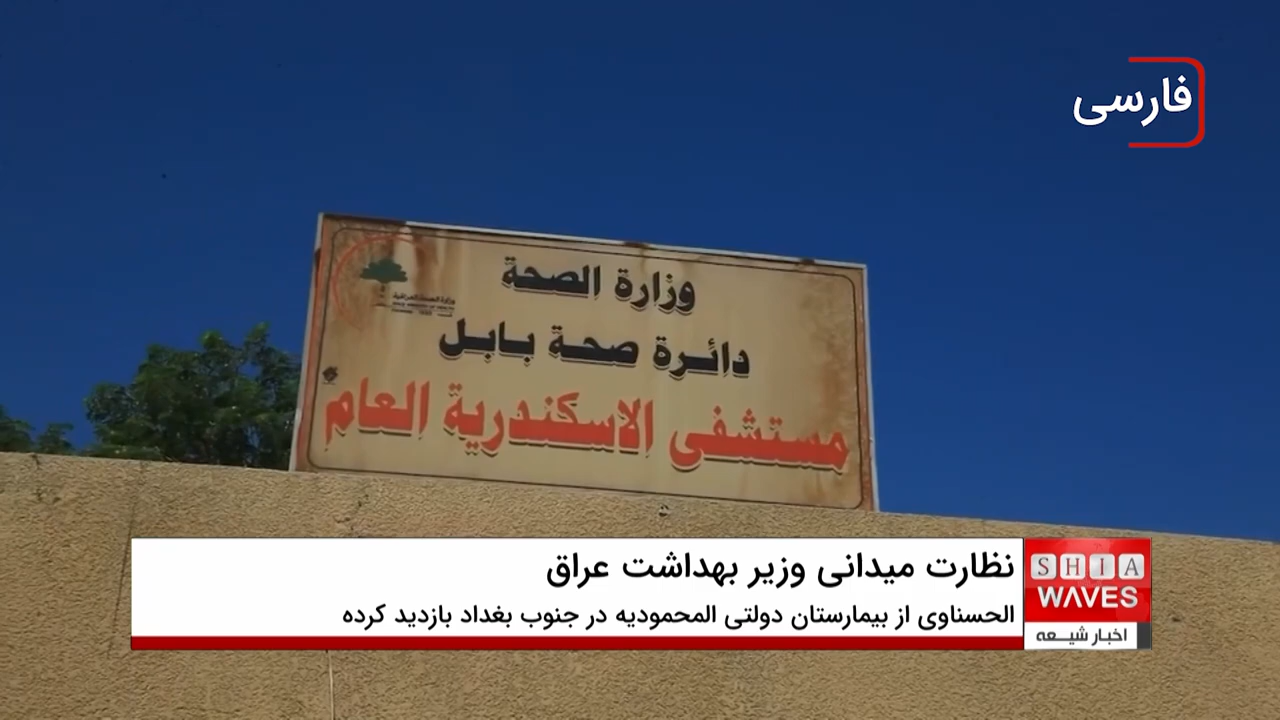 فارسی
وزارة الصحة
دائرة صحة بابل
مستشفى الاسكندرية العام
نظارت میدانی وزیر بهداشت عراق
الحسناوی از بیمارستان دولتی المحمودیه در جنوب بغداد بازدید کرده
SHIA
WAVES
اخبار شیعه